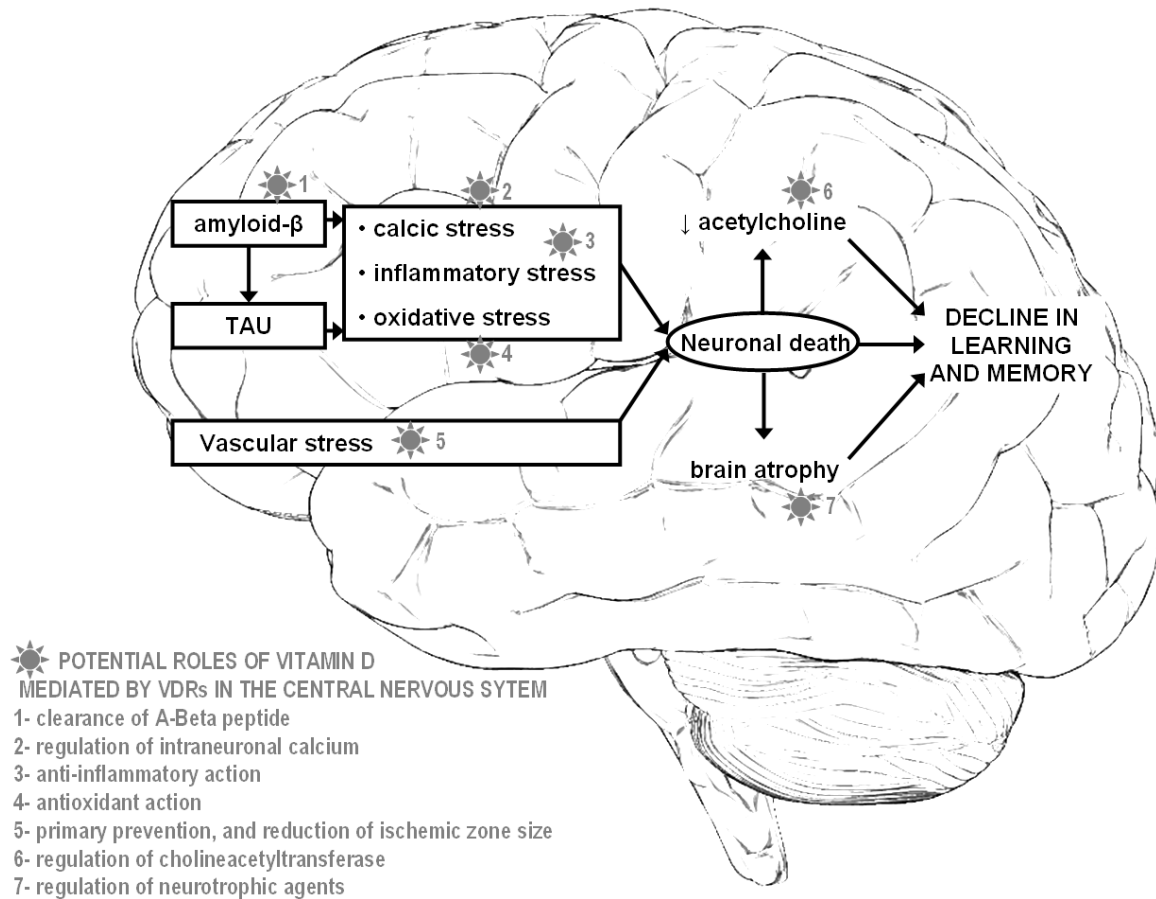 1
2
6
amyloid-β
• calcic stress
3
↓ acetylcholine
• inflammatory stress
TAU
• oxidative stress
4
Neuronal death
DECLINE IN
LEARNING
AND MEMORY
Vascular stress
5
brain atrophy
7
POTENTIAL ROLES OF VITAMIN D
MEDIATED BY VDRs IN THE CENTRAL NERVOUS SYTEM
1- clearance of A-Beta peptide
2- regulation of intraneuronal calcium
3- anti-inflammatory action
4- antioxidant action
5- primary prevention, and reduction of ischemic zone size
6- regulation of cholineacetyltransferase
7- regulation of neurotrophic agents